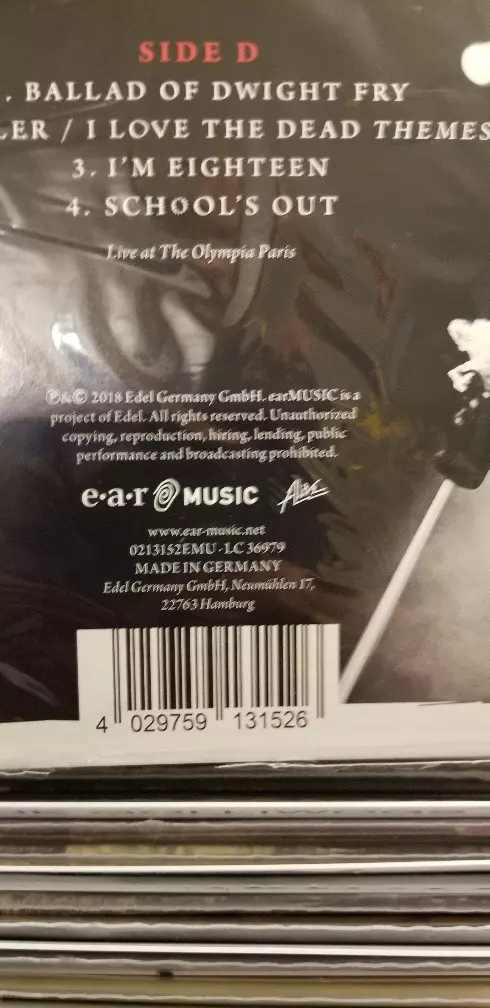 SIDE D
. BALLAD OF DWIGHT FRY
LER / I LOVE THE DEAD THEMES
3. I'M EIGHTEEN
4. SCHOOL'S OUT
Live at The Olympia Paris
℗&© 2018 Edel Germany GmbH. earMUSIC is a
project of Edel. All rights reserved. Unauthorized
copying, reproduction, hiring, lending, public
performance and broadcasting prohibited.
e•a•r MUSIC
www.ear-music.net
0213152EMU • LC 36979
MADE IN GERMANY
Edel Germany GmbH, Neumühlen 17,
22763 Hamburg
4 029759 131526